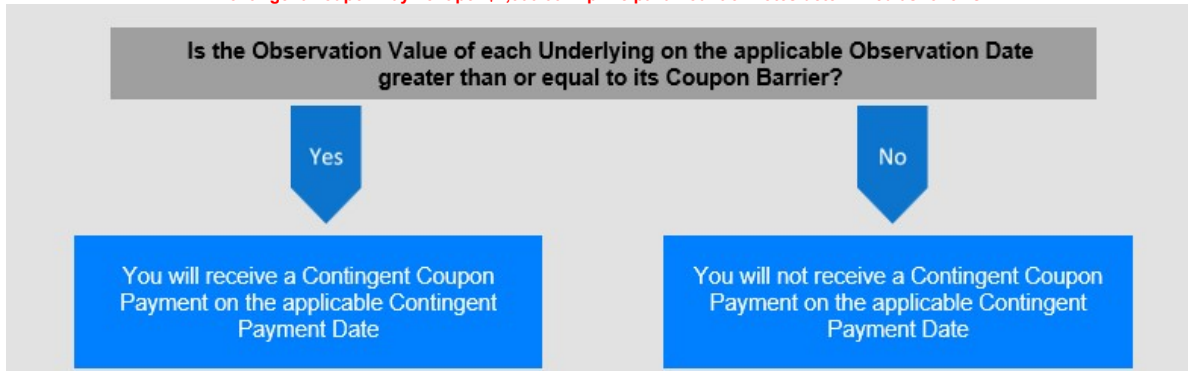 Is the Observation Value of each Underlying on the applicable Observation Date
greater than or equal to its Coupon Barrier?
Yes
No
You will receive a Contingent Coupon
Payment on the applicable Contingent
Payment Date
You will not receive a Contingent Coupon
Payment on the applicable Contingent
Payment Date